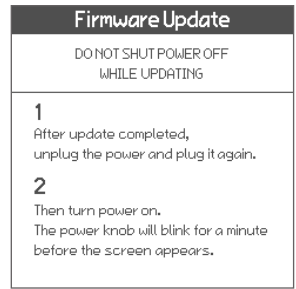 Firmware Update
DO NOT SHUT POWER OFF
WHILE UPDATING
1
After update completed,
unplug the power and plug it again.
2
Then turn power on.
The power knob will blink for a minute
before the screen appears.